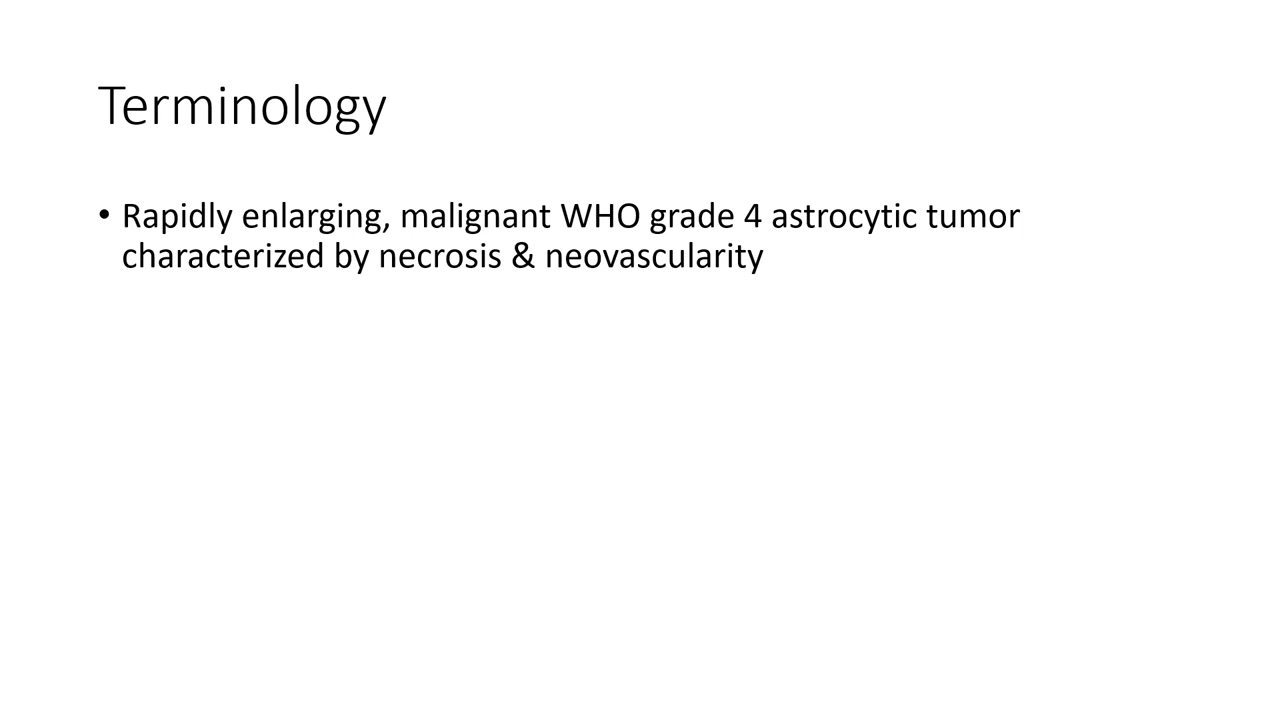 Terminology
• Rapidly enlarging, malignant WHO grade 4 astrocytic tumor
characterized by necrosis & neovascularity